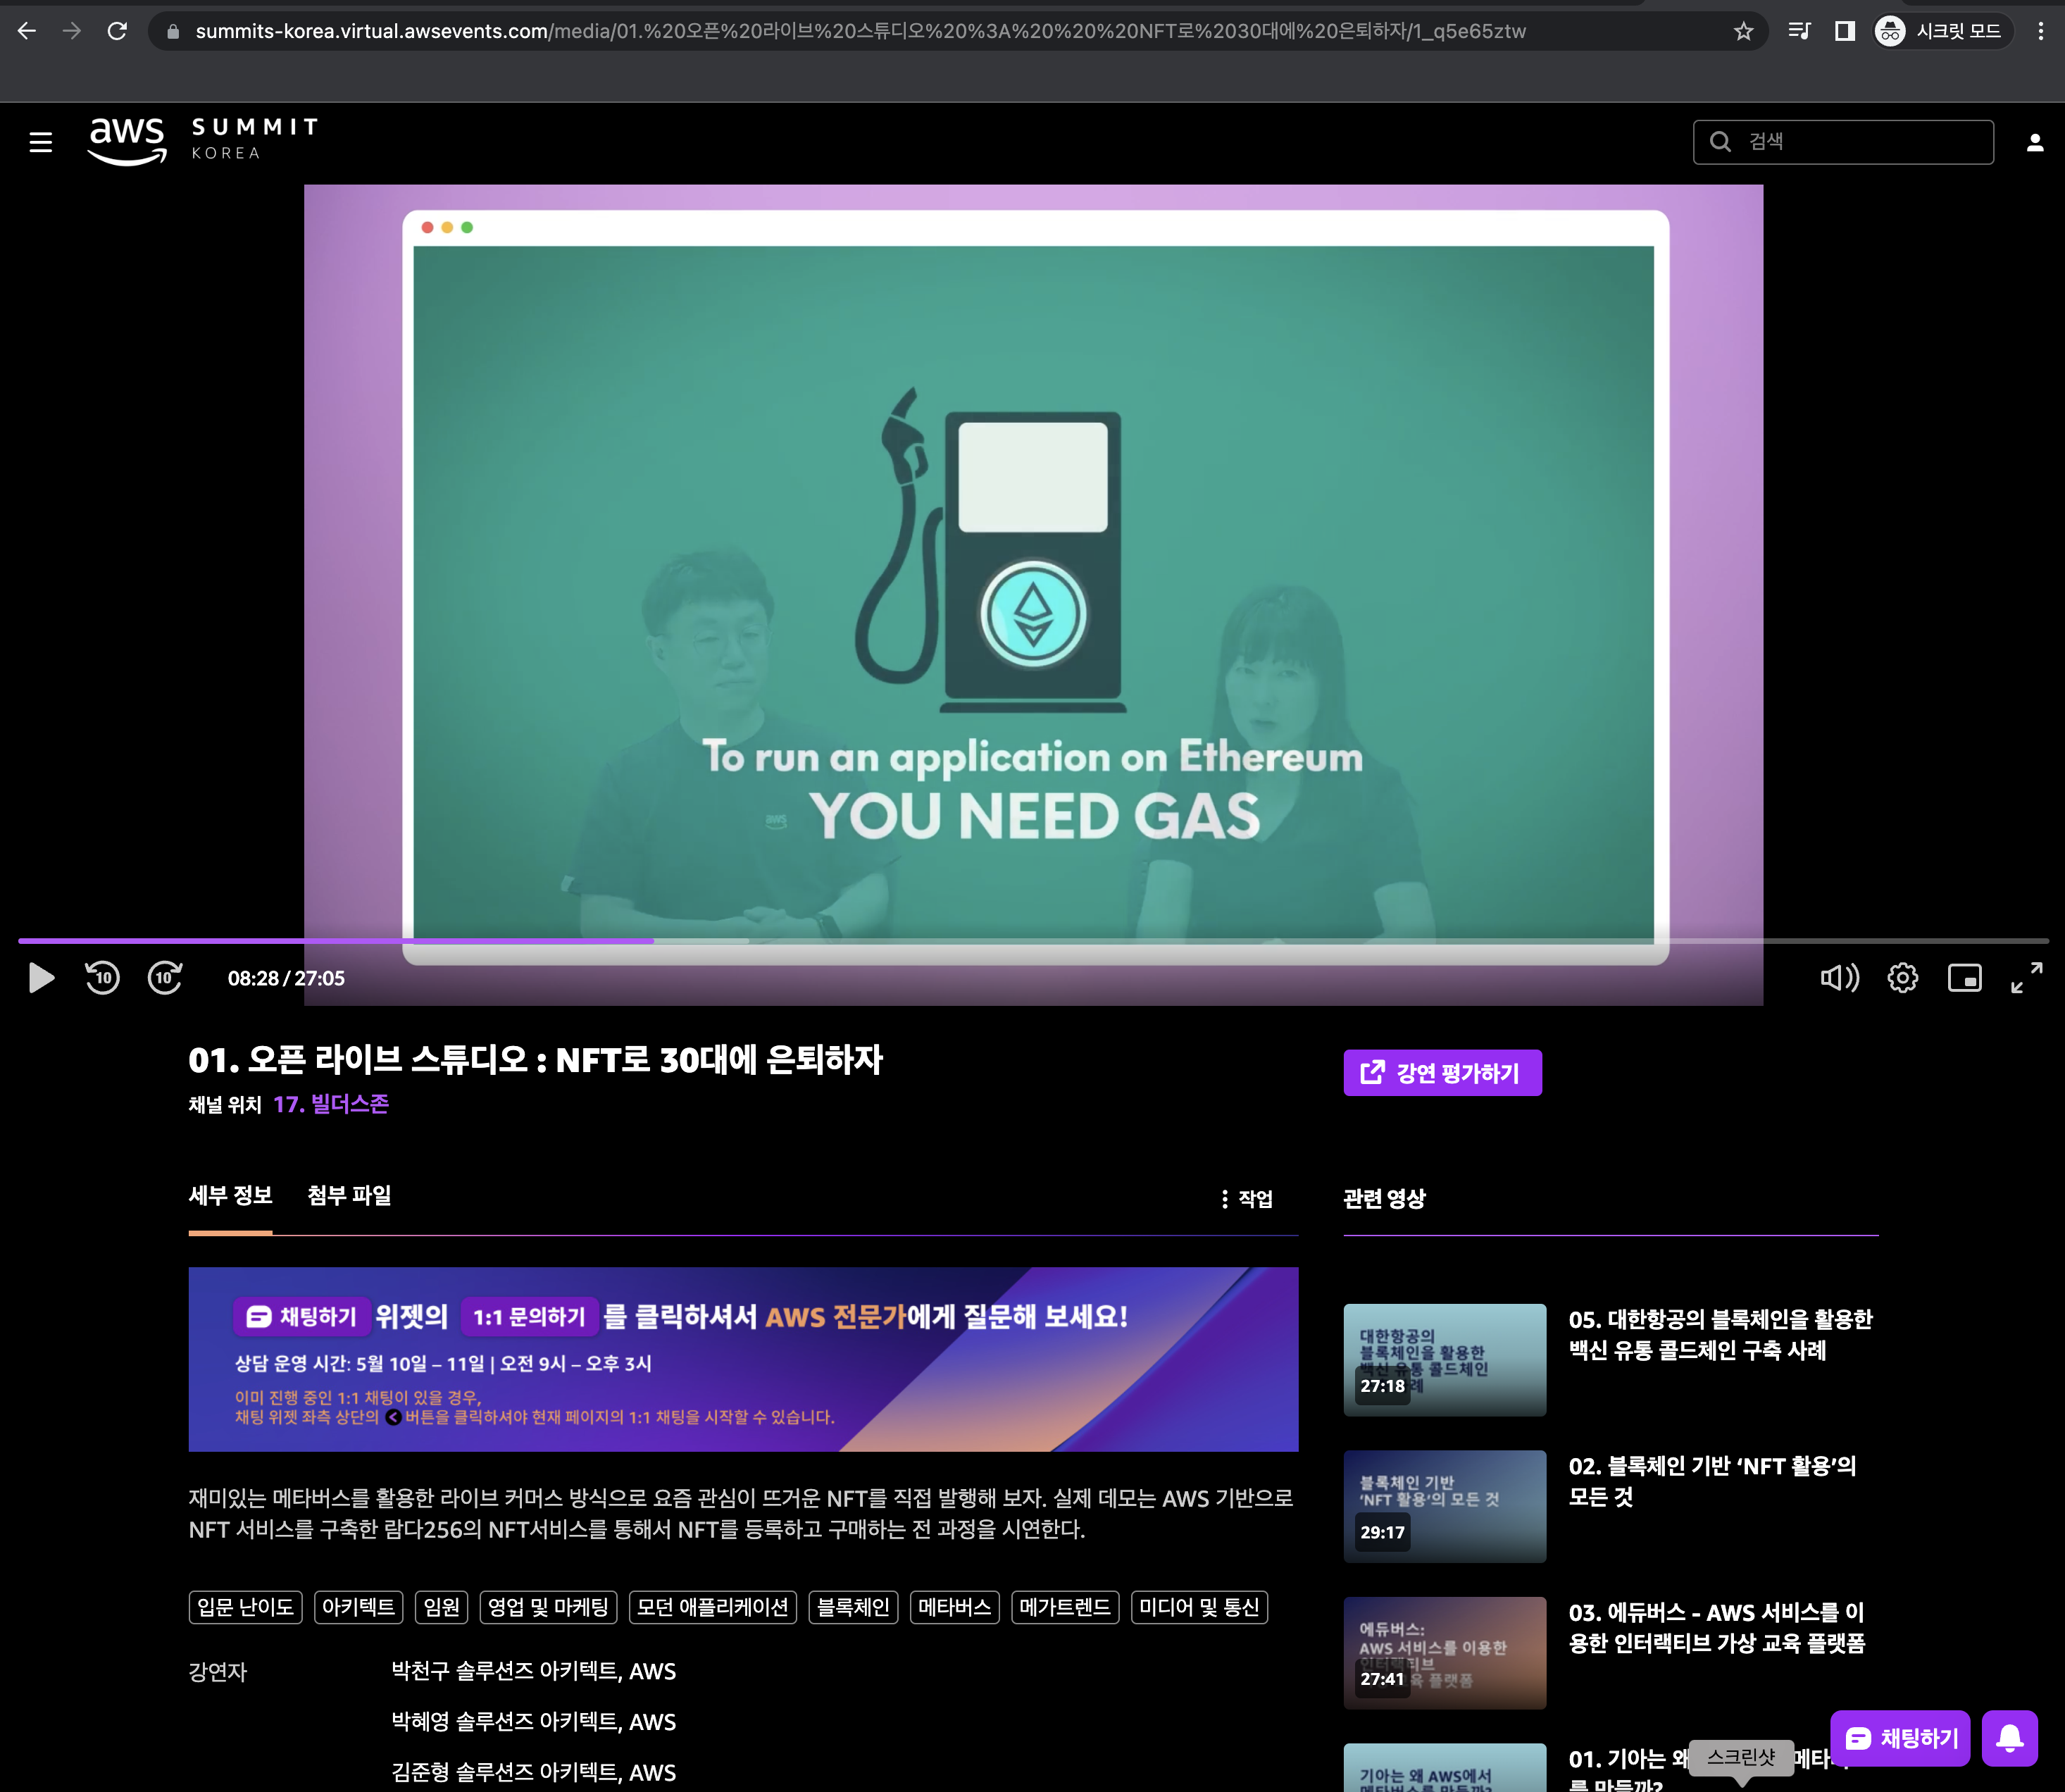 summits-korea.virtual.awsevents.com/media/01.%20오픈%20라이브%20스튜디오%20%3A%20%20%20NFT로%2030대에%20은퇴하자/1_q5e65ztw
시크릿 모드
aws SUMMIT
KOREA
검색
To run an application on Ethereum
YOU NEED GAS
aws
10
10
08:28 / 27:05
01. 오픈 라이브 스튜디오 : NFT로 30대에 은퇴하자
채널 위치 17. 빌더스존
강연 평가하기
세부 정보
첨부 파일
작업
채팅하기 위젯의 1:1 문의하기 를 클릭하셔서 AWS 전문가에게 질문해 보세요!
상담 운영 시간: 5월 10일 – 11일 | 오전 9시 – 오후 3시
이미 진행 중인 1:1 채팅이 있을 경우,
채팅 위젯 좌측 상단의 < 버튼을 클릭하셔야 현재 페이지의 1:1 채팅을 시작할 수 있습니다.
재미있는 메타버스를 활용한 라이브 커머스 방식으로 요즘 관심이 뜨거운 NFT를 직접 발행해 보자. 실제 데모는 AWS 기반으로
NFT 서비스를 구축한 람다256의 NFT서비스를 통해서 NFT를 등록하고 구매하는 전 과정을 시연한다.
입문 난이도
아키텍트
임원
영업 및 마케팅
모던 애플리케이션
블록체인
메타버스
메가트렌드
미디어 및 통신
강연자
박천구 솔루션즈 아키텍트, AWS
박혜영 솔루션즈 아키텍트, AWS
김준형 솔루션즈 아키텍트, AWS
관련 영상
대한항공의
블록체인을 활용한
백신 유통 콜드체인
27:18
05. 대한항공의 블록체인을 활용한
백신 유통 콜드체인 구축 사례
블록체인 기반
‘NFT 활용’의 모든 것
29:17
02. 블록체인 기반 ‘NFT 활용’의
모든 것
에듀버스:
AWS 서비스를 이용한
인터랙티브
플랫폼
27:41
03. 에듀버스 - AWS 서비스를 이
용한 인터랙티브 가상 교육 플랫폼
기아는 왜 AWS에서
메타버스를 만들까?
01. 기아는 왜
메타
를 만들까?
스크린샷
채팅하기